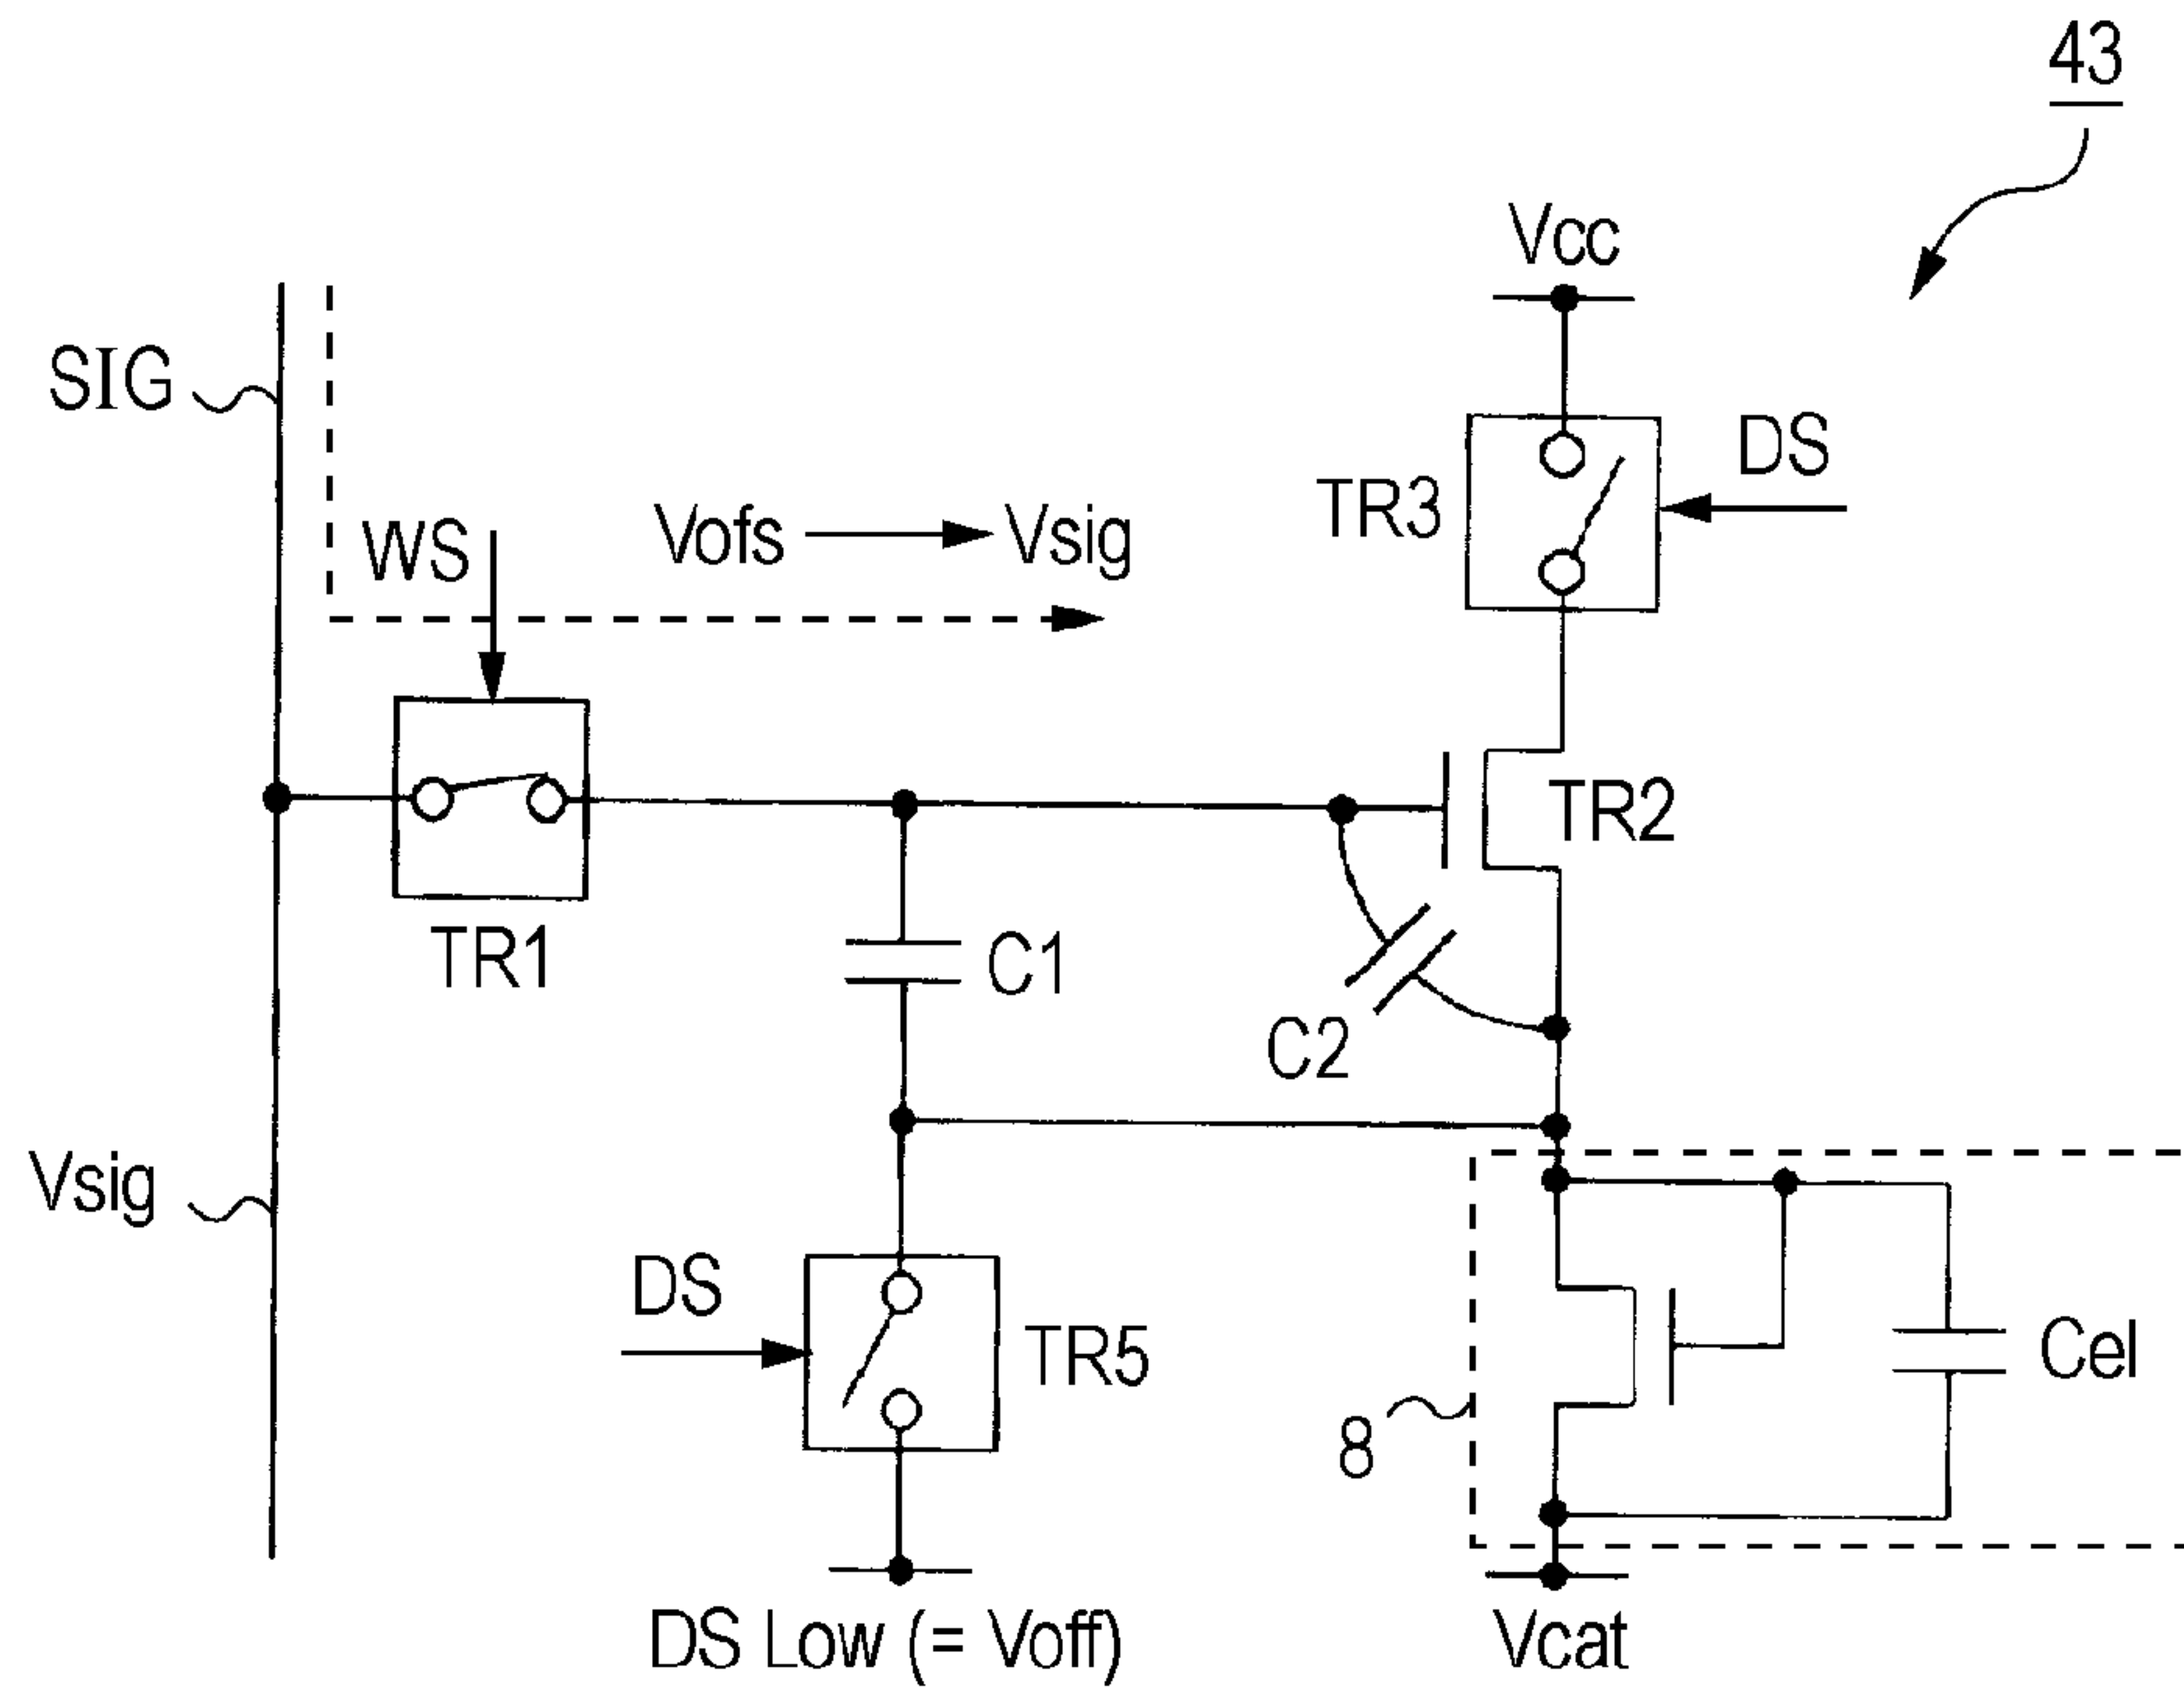 43
Vcc
SIG
TR3
DS
WS
Vofs
Vsig
TR2
TR1
C1
C2
Vsig
DS
TR5
Cel
8
DS Low (= Voff)
Vcat